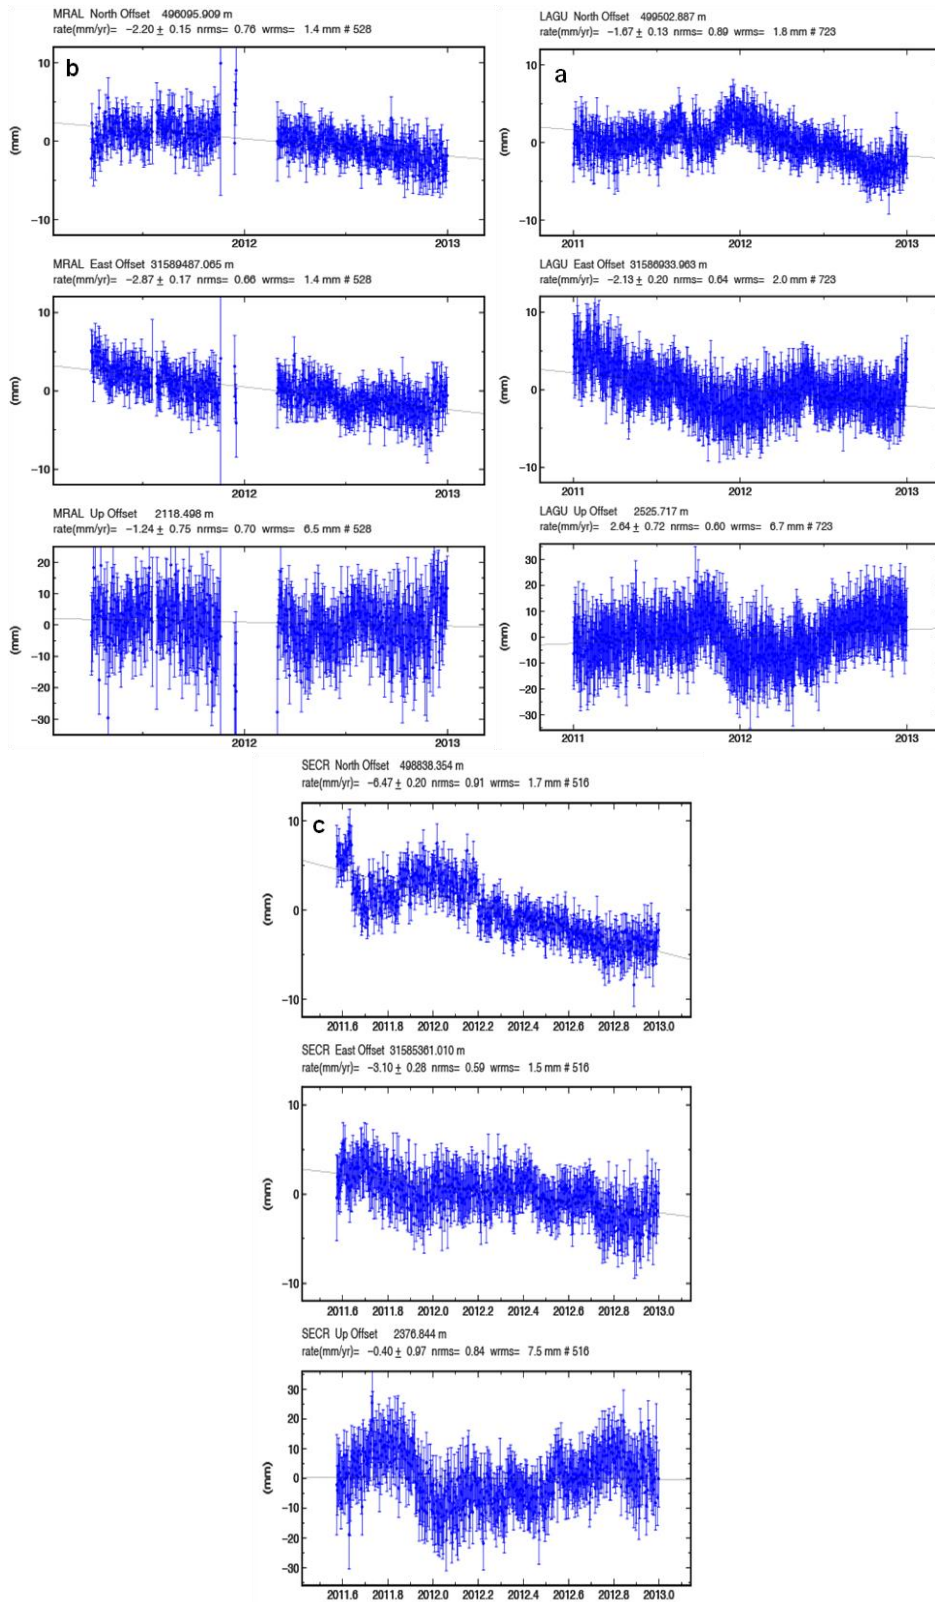 MRAL North Offset 496095.909 m
rate(mm/yr)= −2.20 ± 0.15 nrms= 0.76 wrms= 1.4 mm # 528
b
10
0
−10
(mm)
2012
2013
MRAL East Offset 31589487.065 m
rate(mm/yr)= −2.87 ± 0.17 nrms= 0.66 wrms= 1.4 mm # 528
10
0
−10
(mm)
2012
2013
MRAL Up Offset 2118.498 m
rate(mm/yr)= −1.24 ± 0.75 nrms= 0.70 wrms= 6.5 mm # 528
20
10
0
−10
−20
−30
(mm)
2012
2013
LAGU North Offset 499502.887 m
rate(mm/yr)= −1.67 ± 0.13 nrms= 0.89 wrms= 1.8 mm # 723
a
10
0
−10
(mm)
2011
2012
2013
LAGU East Offset 31586933.963 m
rate(mm/yr)= −2.13 ± 0.20 nrms= 0.64 wrms= 2.0 mm # 723
10
0
−10
(mm)
2011
2012
2013
LAGU Up Offset 2525.717 m
rate(mm/yr)= 2.64 ± 0.72 nrms= 0.60 wrms= 6.7 mm # 723
30
20
10
0
−10
−20
−30
(mm)
2011
2012
2013
SECR North Offset 498838.354 m
rate(mm/yr)= −6.47 ± 0.20 nrms= 0.91 wrms= 1.7 mm # 516
c
10
0
−10
(mm)
2011.6 2011.8 2012.0 2012.2 2012.4 2012.6 2012.8 2013.0
SECR East Offset 31585361.010 m
rate(mm/yr)= −3.10 ± 0.28 nrms= 0.59 wrms= 1.5 mm # 516
10
0
−10
(mm)
2011.6 2011.8 2012.0 2012.2 2012.4 2012.6 2012.8 2013.0
SECR Up Offset 2376.844 m
rate(mm/yr)= −0.40 ± 0.97 nrms= 0.84 wrms= 7.5 mm # 516
30
20
10
0
−10
−20
−30
(mm)
2011.6 2011.8 2012.0 2012.2 2012.4 2012.6 2012.8 2013.0